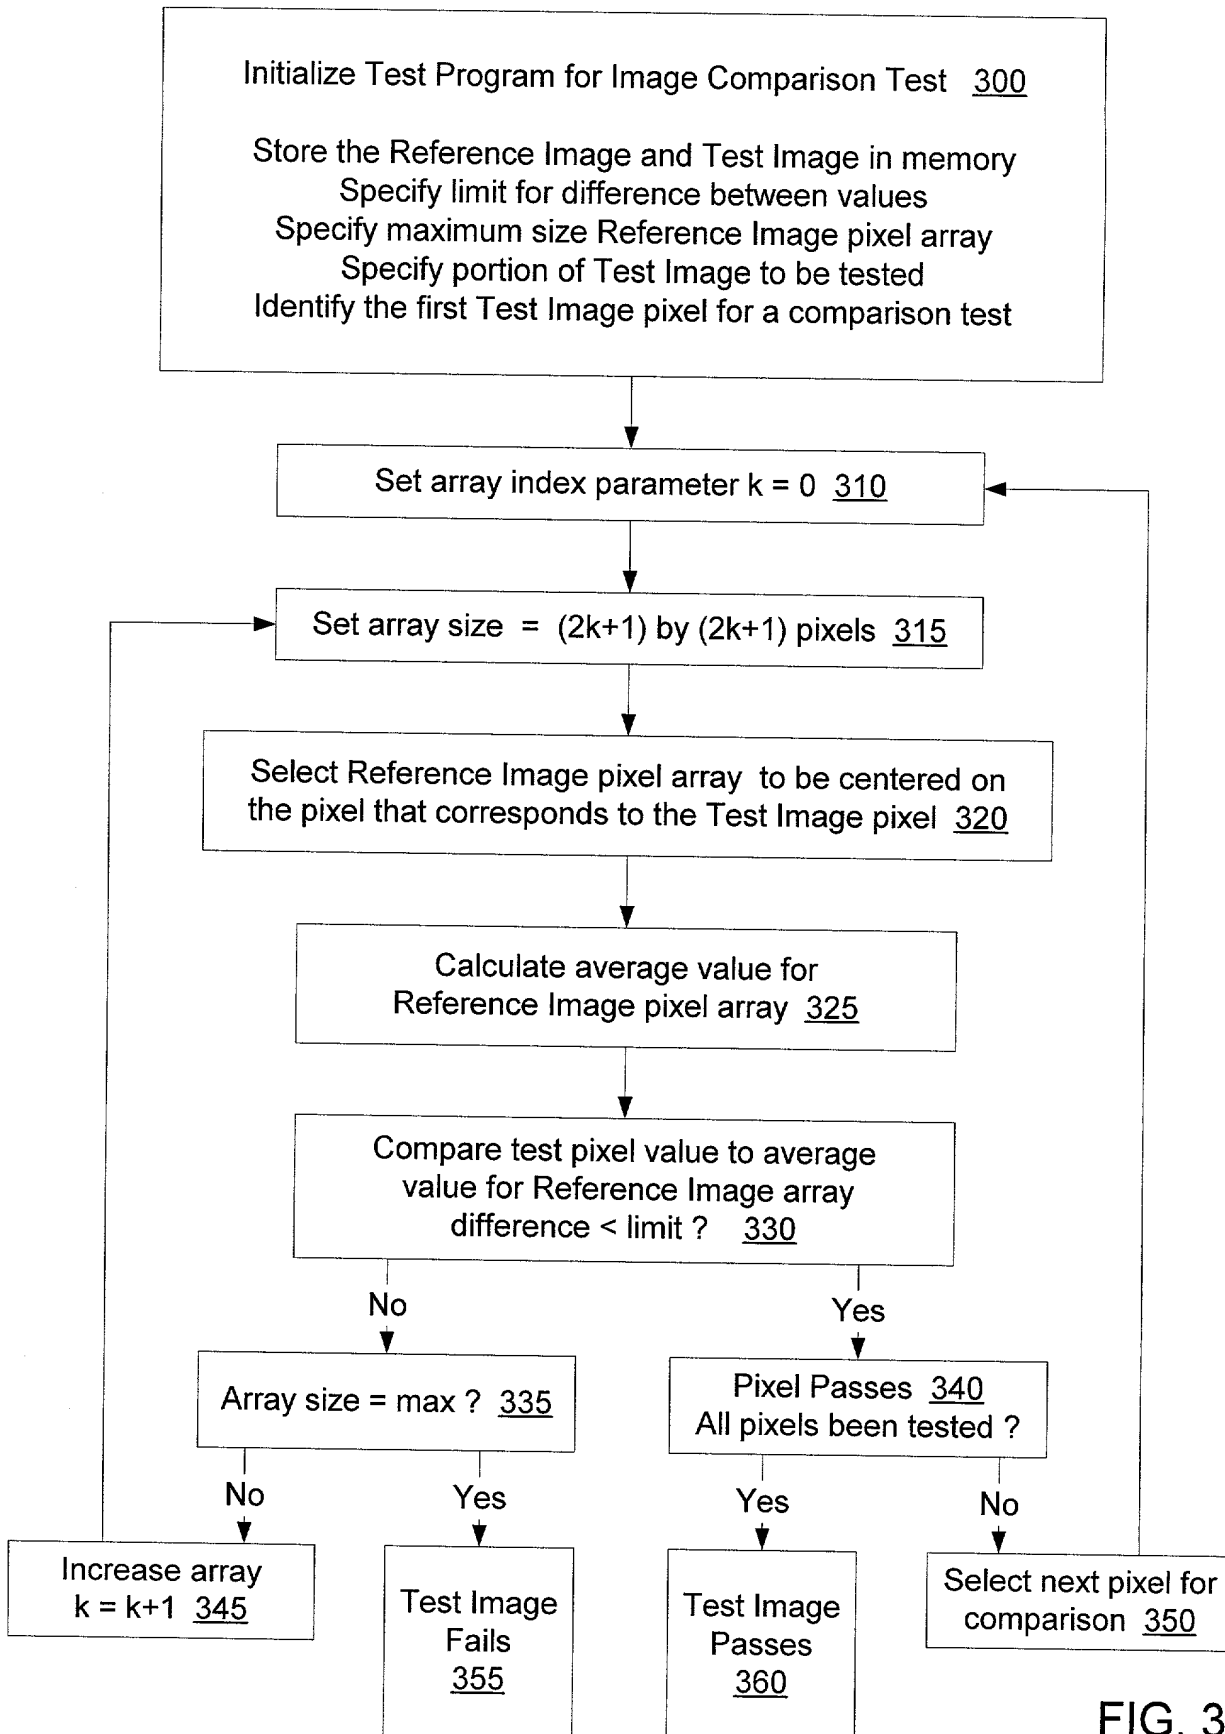 Initialize Test Program for Image Comparison Test 300
Store the Reference Image and Test Image in memory
Specify limit for difference between values
Specify maximum size Reference Image pixel array
Specify portion of Test Image to be tested
Identify the first Test Image pixel for a comparison test
Set array index parameter k = 0 310
Set array size = (2k+1) by (2k+1) pixels 315
Select Reference Image pixel array to be centered on
the pixel that corresponds to the Test Image pixel 320
Calculate average value for
Reference Image pixel array 325
Compare test pixel value to average
value for Reference Image array
difference < limit ? 330
No
Yes
Array size = max ? 335
Pixel Passes 340
All pixels been tested ?
No
Yes
Yes
No
Increase array
k = k+1 345
Test Image
Fails
355
Test Image
Passes
360
Select next pixel for
comparison 350
FIG. 3